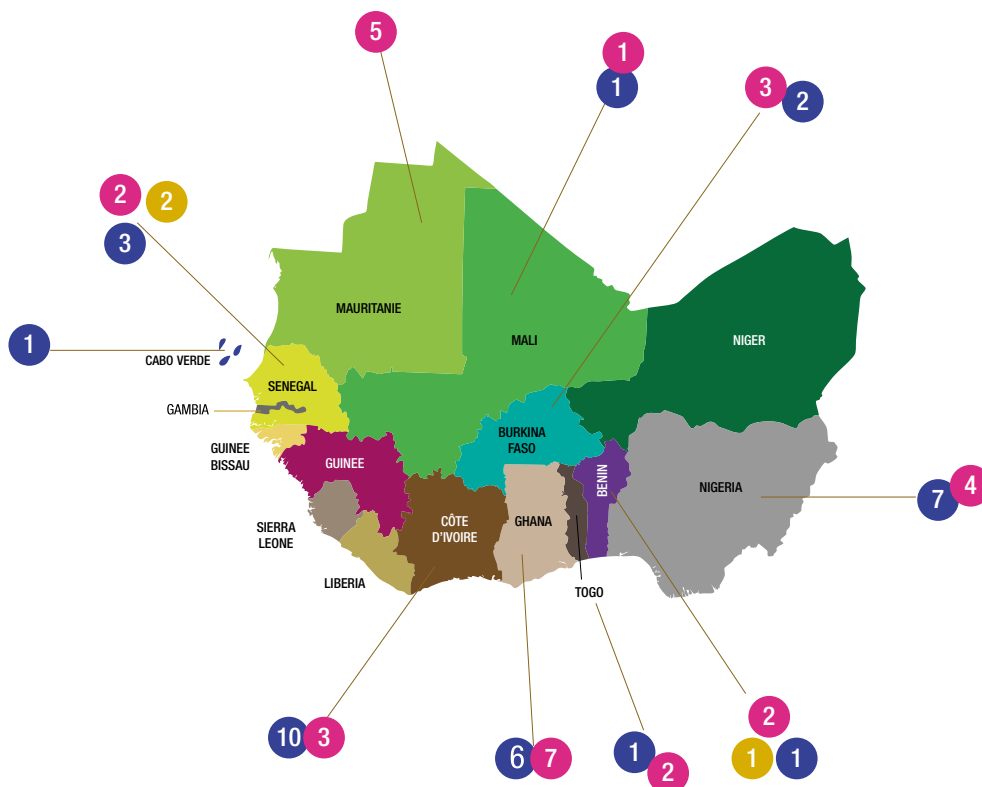 5
1
1
3
2
2
2
3
1
MAURITANIE
MALI
NIGER
CABO VERDE
SENEGAL
GAMBIA
GUINEE
BISSAU
GUINEE
BURKINA
FASO
BENIN
NIGERIA
7
4
SIERRA
LEONE
CÔTE
D'IVOIRE
GHANA
LIBERIA
TOGO
10
3
6
7
1
2
2
1
1